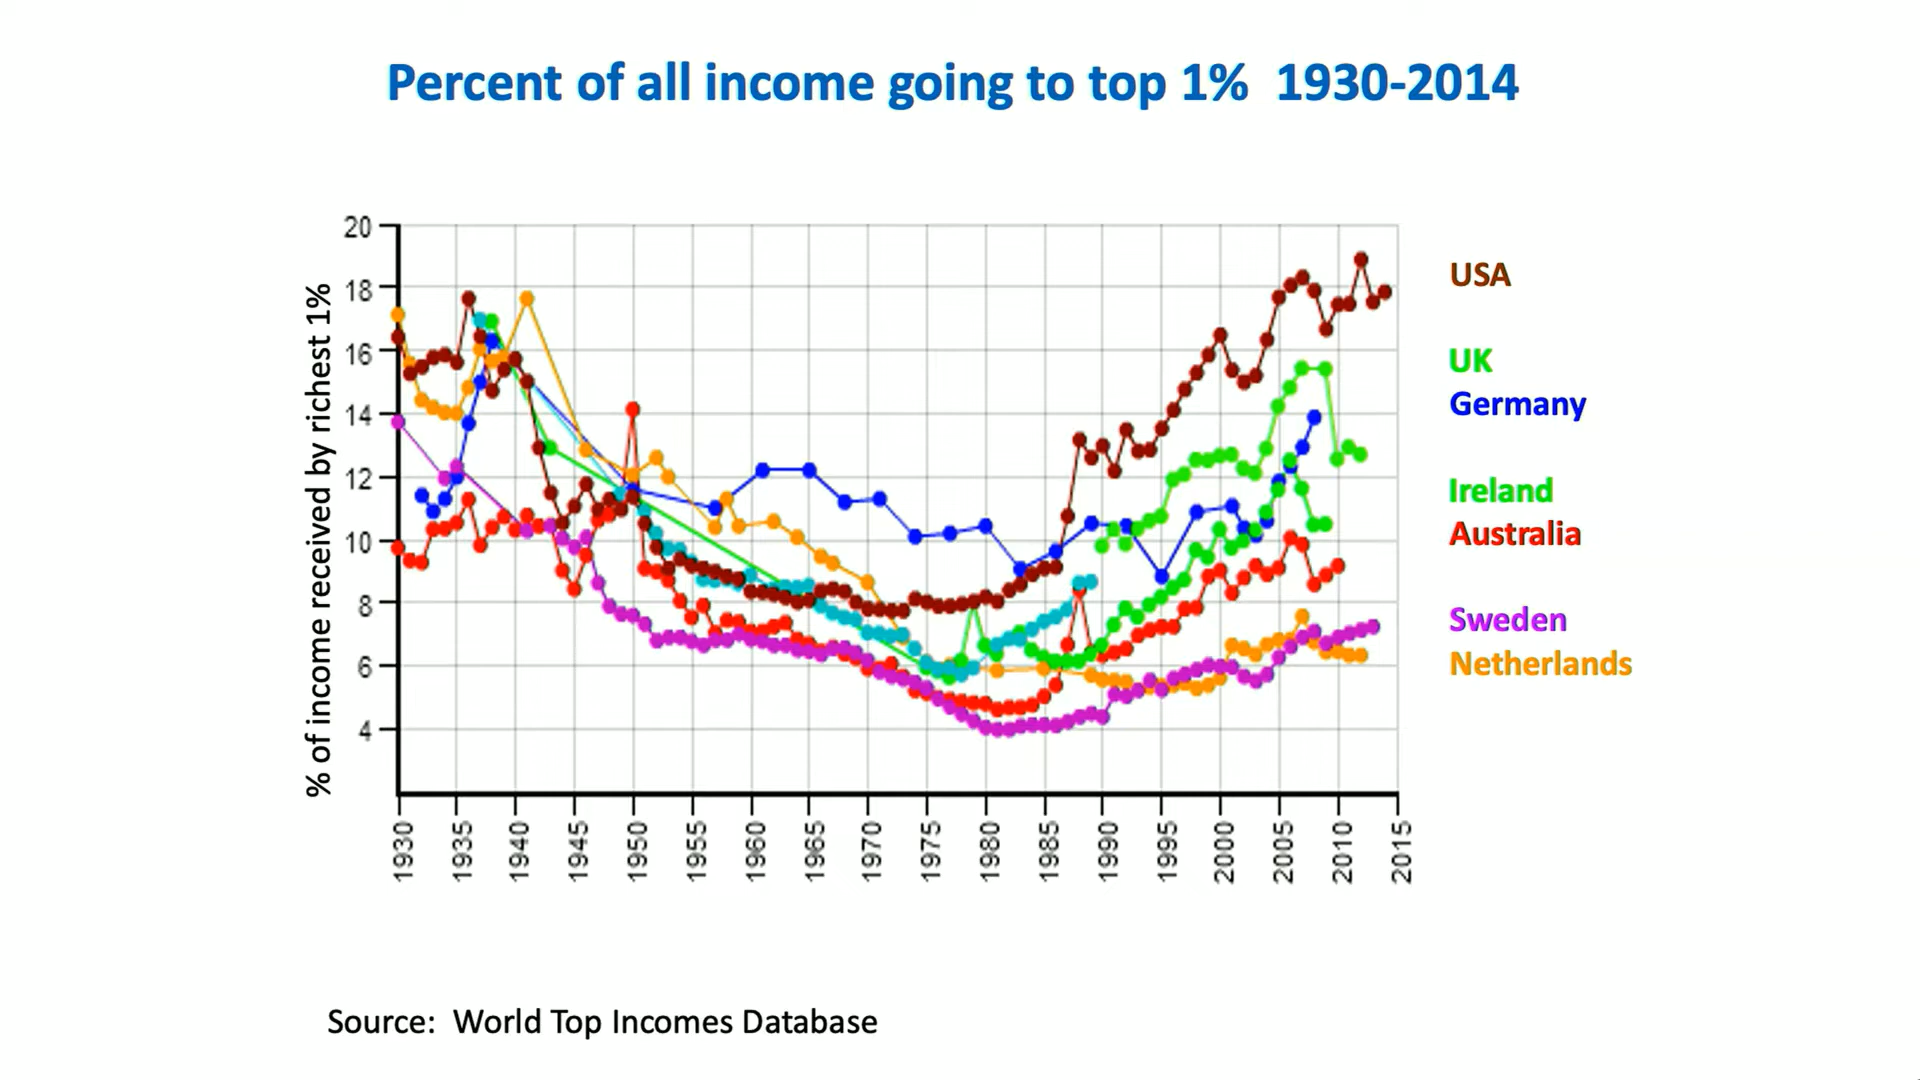 Percent of all income going to top 1%  1930-2014
% of income received by richest 1%
20
18
16
14
12
10
8
6
4
1930
1935
1940
1945
1950
1955
1960
1965
1970
1975
1980
1985
1990
1995
2000
2005
2010
2015
USA
UK
Germany
Ireland
Australia
Sweden
Netherlands
Source:  World Top Incomes Database